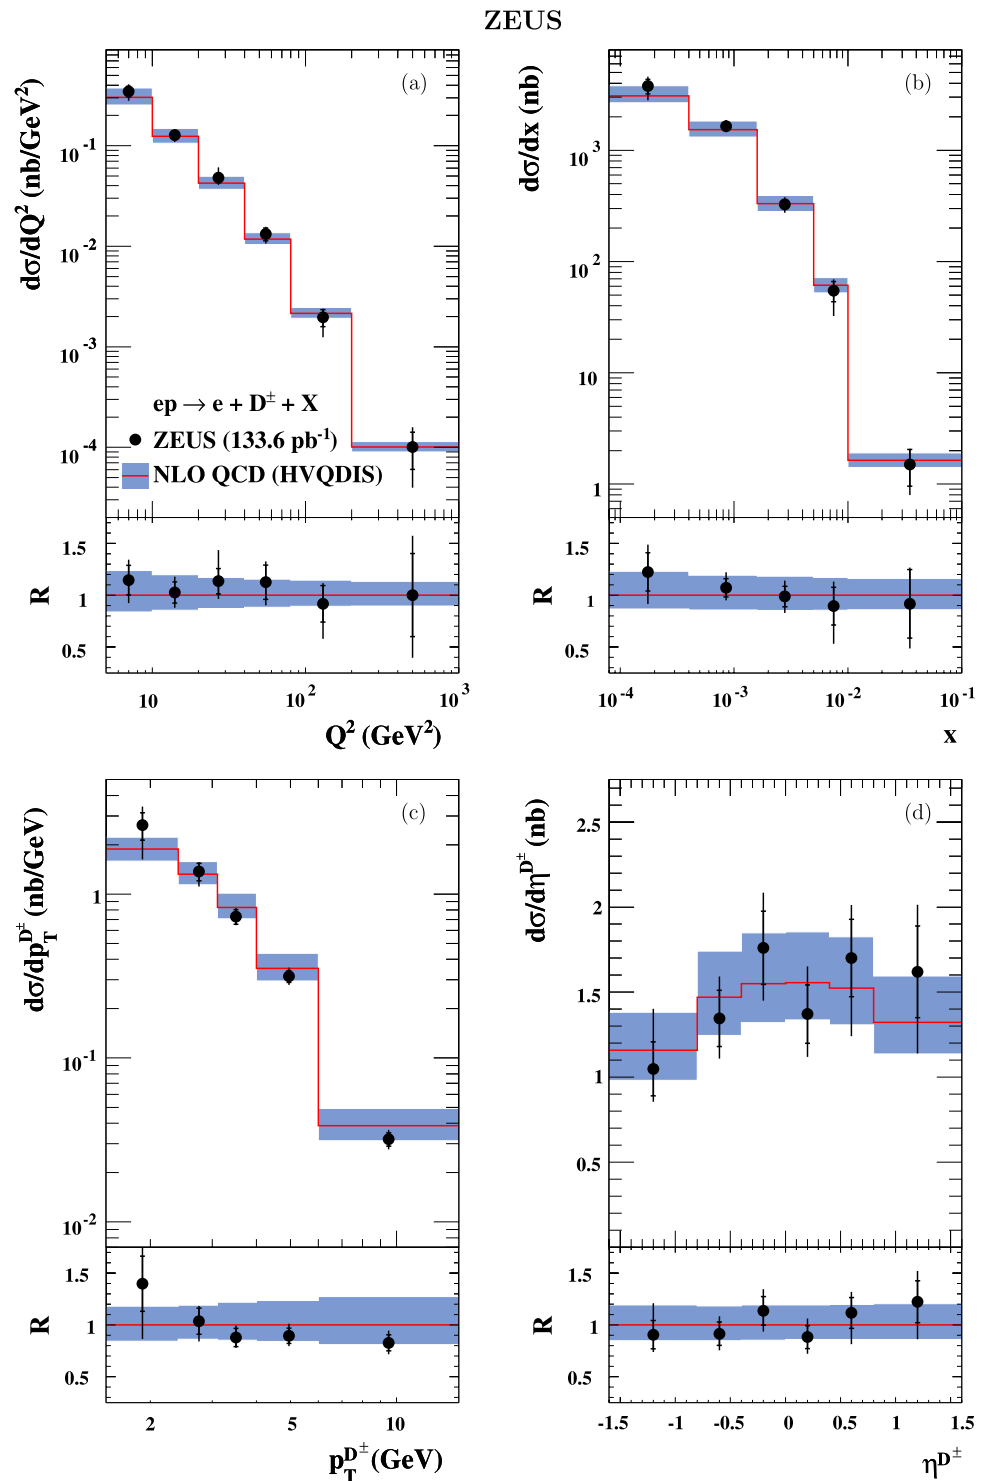 ZEUS
(a)
dσ/dQ² (nb/GeV²)
10⁻¹
10⁻²
10⁻³
10⁻⁴
ep → e + D± + X
ZEUS (133.6 pb⁻¹)
NLO QCD (HVQDIS)
R
1.5
1
0.5
10 10² 10³
Q² (GeV²)
(b)
dσ/dx (nb)
10³
10²
10
1
R
1.5
1
0.5
10⁻⁴ 10⁻³ 10⁻² 10⁻¹
x
(c)
dσ/dp_T^D± (nb/GeV)
1
10⁻¹
10⁻²
R
1.5
1
0.5
2 5 10
p_T^D± (GeV)
(d)
dσ/dη^D± (nb)
2.5
2
1.5
1
0.5
R
1.5
1
0.5
-1.5 -1 -0.5 0 0.5 1 1.5
η^D±